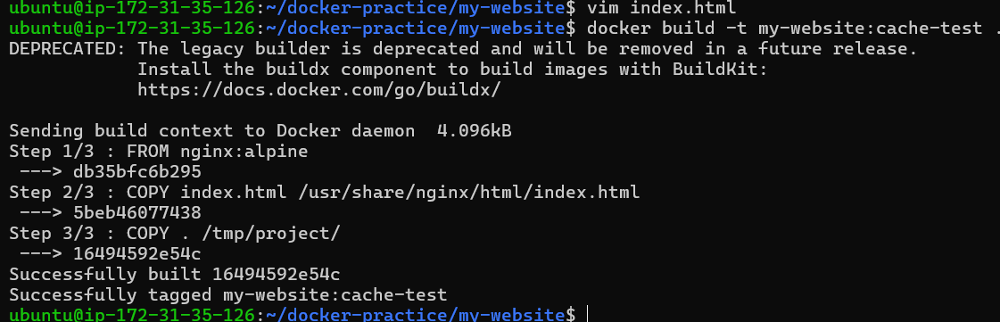 ubuntu@ip-172-31-35-126:~/docker-practice/my-website$ vim index.html
ubuntu@ip-172-31-35-126:~/docker-practice/my-website$ docker build -t my-website:cache-test .
DEPRECATED: The legacy builder is deprecated and will be removed in a future release.
            Install the buildx component to build images with BuildKit:
            https://docs.docker.com/go/buildx/

Sending build context to Docker daemon  4.096kB
Step 1/3 : FROM nginx:alpine
 ---> db35bfc6b295
Step 2/3 : COPY index.html /usr/share/nginx/html/index.html
 ---> 5beb46077438
Step 3/3 : COPY . /tmp/project/
 ---> 16494592e54c
Successfully built 16494592e54c
Successfully tagged my-website:cache-test
ubuntu@ip-172-31-35-126:~/docker-practice/my-website$